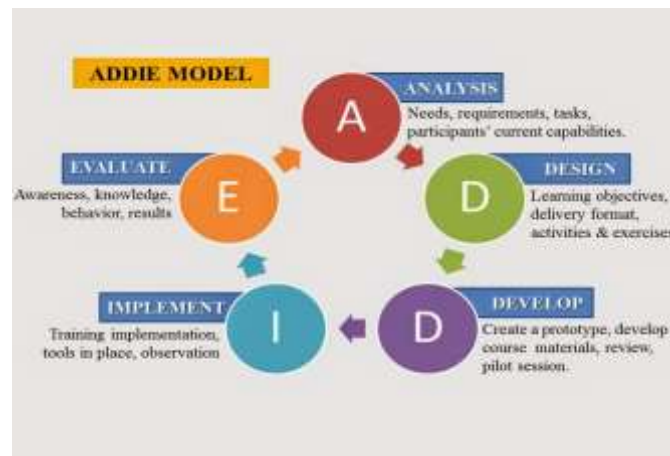 ADDIE MODEL
A
ANALYSIS
Needs, requirements, tasks,
participants' current capabilities.
D
DESIGN
Learning objectives,
delivery format,
activities & exercises
D
DEVELOP
Create a prototype, develop
course materials, review,
pilot session.
I
IMPLEMENT
Training implementation,
tools in place, observation
E
EVALUATE
Awareness, knowledge,
behavior, results